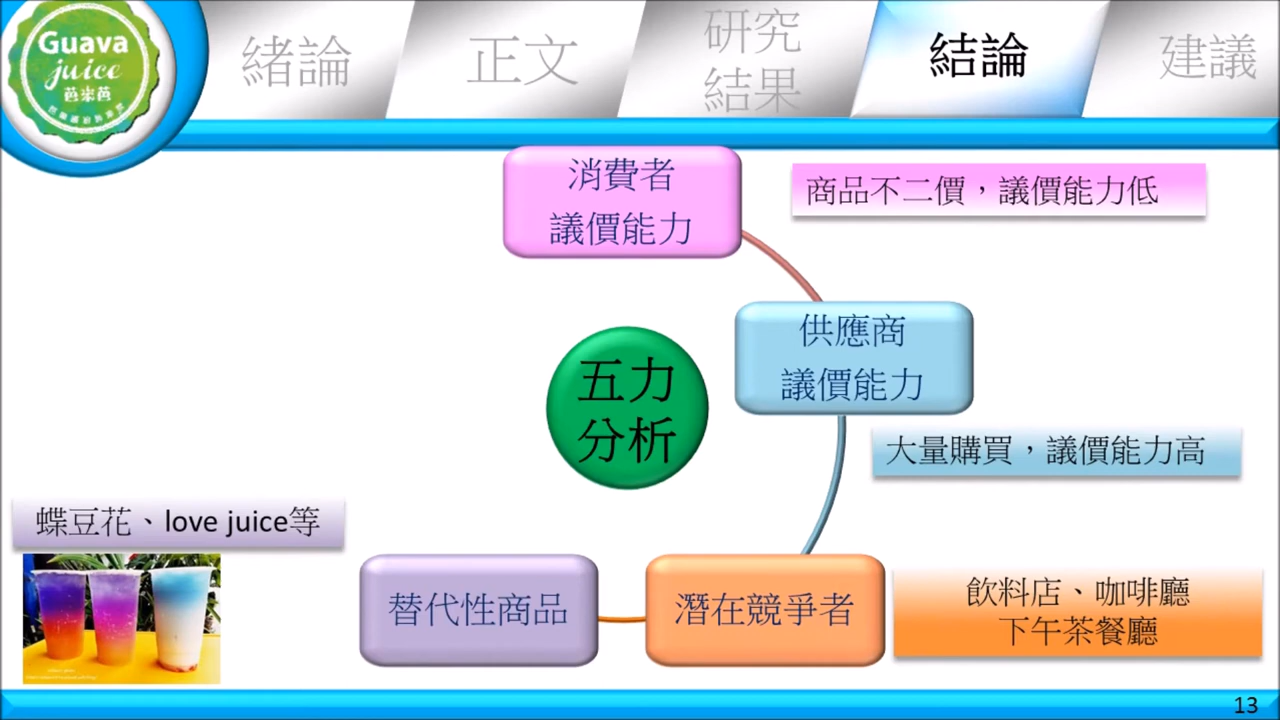 Guava
juice
芭米芭
緒論
正文
研究
結果
結論
建議
消費者
議價能力
商品不二價，議價能力低
供應商
議價能力
五力
分析
大量購買，議價能力高
蝶豆花、love juice等
替代性商品
潛在競爭者
飲料店、咖啡廳
下午茶餐廳
13